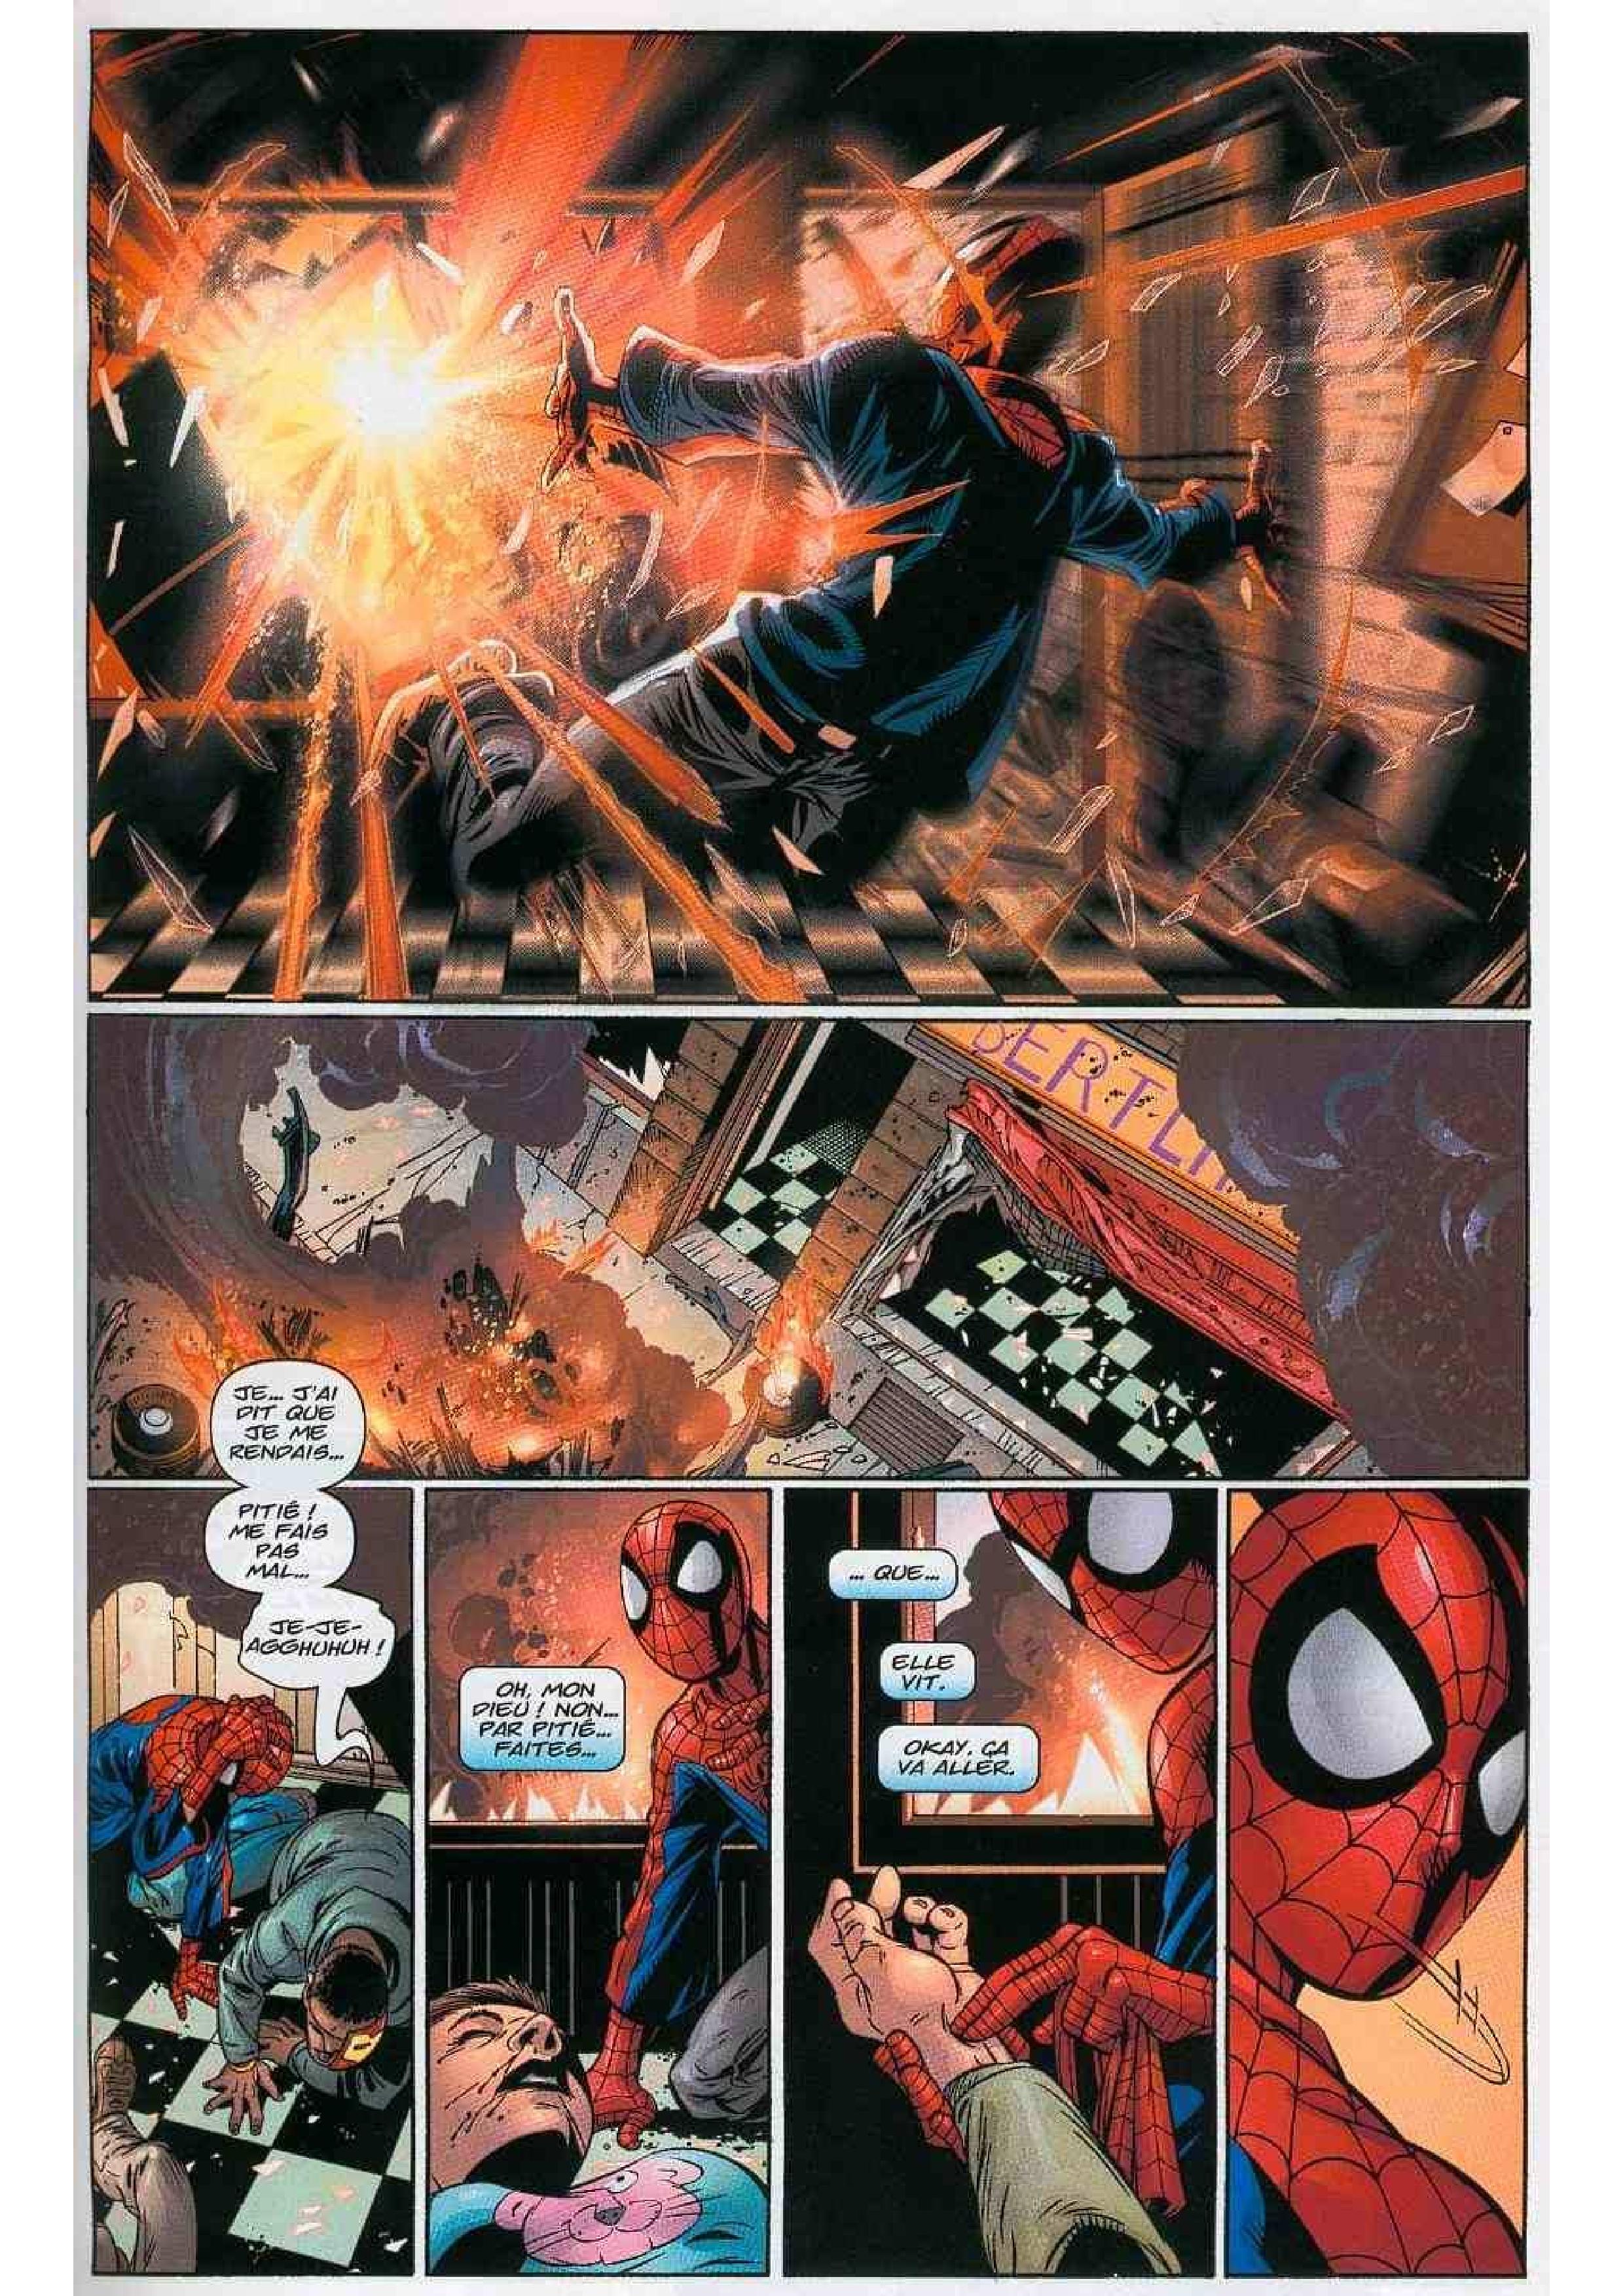 BERTL
JE... J'AI
DIT QUE
JE ME
RENDAIS...
PITIÉ !
ME FAIS
PAS
MAL...
JE-JE-
AGGHUHUH !
OH, MON
DIEU ! NON...
PAR PITIÉ...
FAITES...
... QUE...
ELLE
VIT.
OKAY. ÇA
VA ALLER.